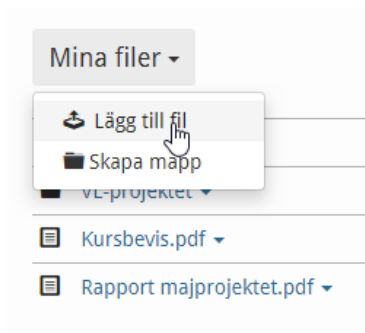 Mina filer
Lägg till fil
Skapa mapp
VL-projektet
Kursbevis.pdf
Rapport majprojektet.pdf